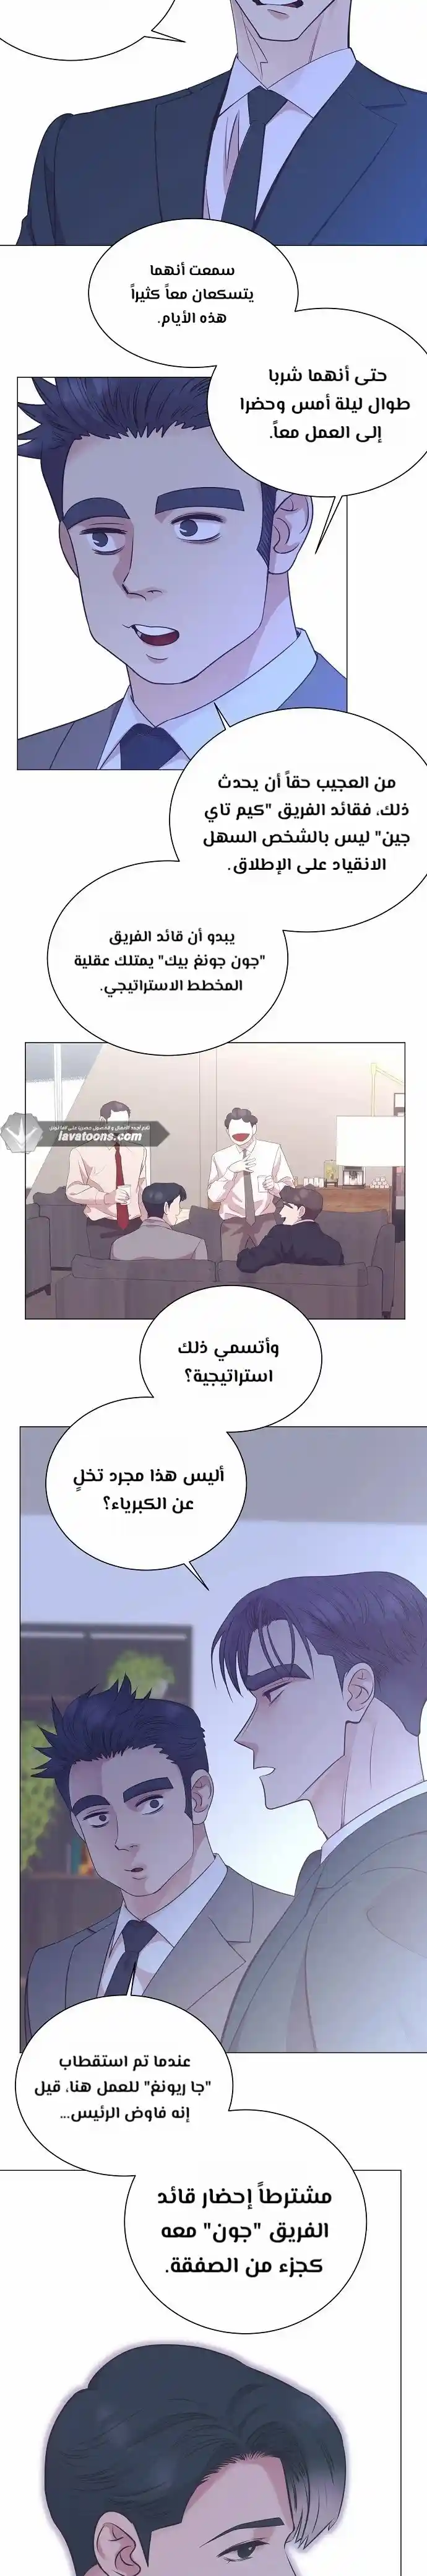 سمعت أنهما
يتسكعان معاً كثيراً
هذه الأيام.
حتى أنهما شربا
طوال ليلة أمس وحضرا
إلى العمل معاً.
من العجيب حقاً أن يحدث
ذلك، فقائد الفريق "كيم تاي
جين" ليس بالشخص السهل
الانقياد على الإطلاق.
يبدو أن قائد الفريق
"جون جونغ بيك" يمتلك عقلية
المخطط الاستراتيجي.
lavatoons.com
وأتسمي ذلك
استراتيجية؟
أليس هذا مجرد تخلٍ
عن الكبرياء؟
عندما تم استقطاب
"جا ريونغ" للعمل هنا، قيل
إنه فاوض الرئيس...
مشترطاً إحضار قائد
الفريق "جون" معه
كجزء من الصفقة.